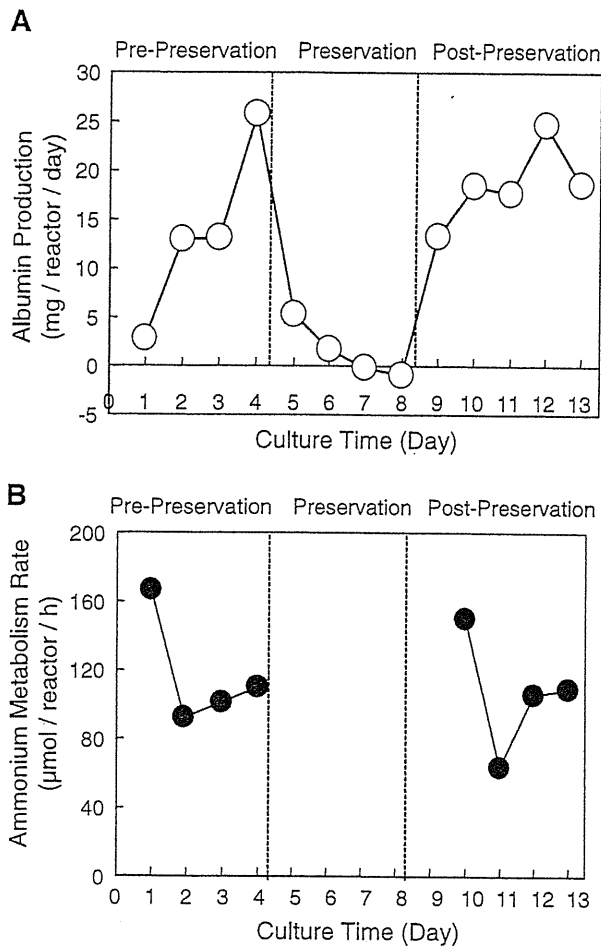 A
Pre-Preservation Preservation Post-Preservation
Albumin Production
(mg / reactor / day)
30
25
20
15
10
5
0
-5
0 1 2 3 4 5 6 7 8 9 10 11 12 13
Culture Time (Day)
B
Pre-Preservation Preservation Post-Preservation
Ammonium Metabolism Rate
(μmol / reactor / h)
200
160
120
80
40
0
0 1 2 3 4 5 6 7 8 9 10 11 12 13
Culture Time (Day)